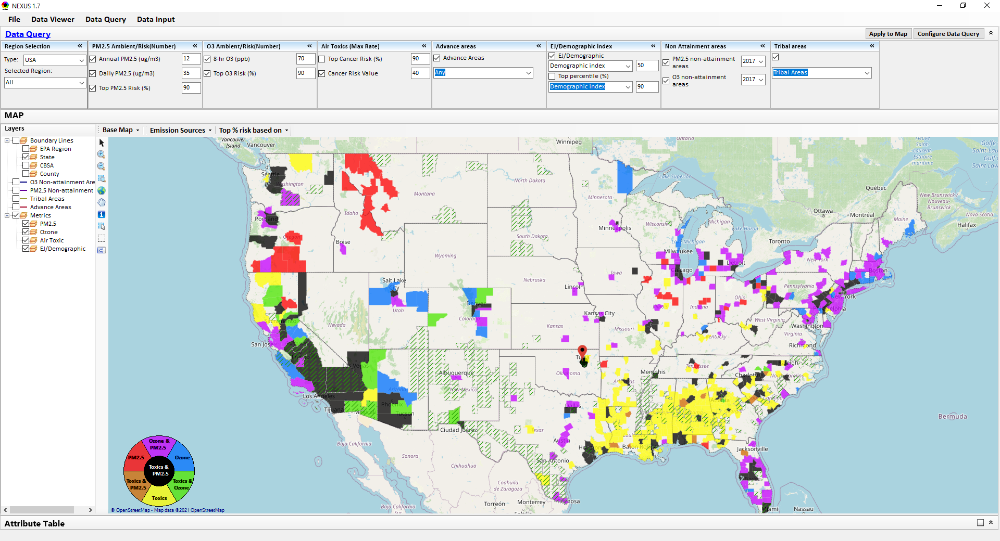 NEXUS 1.7
File Data Viewer Data Query Data Input
Data Query
Apply to Map Configure Data Query
Region Selection
Type: USA
Selected Region:
All
PM2.5 Ambient/Risk(Number)
Annual PM2.5 (ug/m3) 12
Daily PM2.5 (ug/m3) 35
Top PM2.5 Risk (%) 90
O3 Ambient/Risk(Number)
8-hr O3 (ppb) 70
Top O3 Risk (%) 90
Air Toxics (Max Rate)
Top Cancer Risk (%) 90
Cancer Risk Value 40
Advance areas
Advance Areas
Any
EJ/Demographic index
EJ/Demographic
Demographic index 50
Top percentile (%)
Demographic index 90
Non Attainment areas
PM2.5 non-attainment areas 2017
O3 non-attainment areas 2017
Tribal areas
Tribal Areas
MAP
Layers
Boundary Lines
EPA Region
State
CBSA
County
O3 Non-attainment Are
PM2.5 Non-attainment
Tribal Areas
Advance Areas
Metrics
PM2.5
Ozone
Air Toxic
EJ/Demographic
Base Map Emission Sources Top % risk based on
Vancouver
Island
Vancouver
Winnipeg
Ontario
Fleuve
Saint-
Laurent,
Estuaire
maritime
Golfe
Saint-Lau
Gulf
Saint Law
Seattle
Washington
Montana
North Dakota
Minnesota
Lake Superior
Québec
New Brunswick /
Nouveau-
Brunswick
Nova Scotia
Halifax
Portland
Oregon
Idaho
Boise
Wyoming
South Dakota
Minneapolis
Wisconsin
Michigan
Lake Huron
Lake Michigan
Milwaukee
Detroit
Chicago
Ottawa
Montréal
Toronto
Maine
New York
Boston
Salt Lake
City
Utah
Nevada
Nebraska
Lincoln
Iowa
Illinois
Indiana
Ohio
Pennsylvania
New York
Philadelphia
Washington
West Virginia
Virginia
Richmond
Denver
Colorado
Kansas
Kansas City
Missouri
Kentucky
Sacramento
San Jose
Las Vegas
Los Angeles
Tijuana
Arizona
Phoenix
Tucson
Albuquerque
New Mexico
Oklahoma
Arkansas
Memphis
Tennessee
Charlotte
Raleigh
North Carolina
Atlanta
Dallas
Texas
Austin
San Antonio
Baton Rouge
Jacksonville
Ciudad Juárez
Baja California
Sonora
Chihuahua
Coahuila
de Zaragoza
Baja California
Sur
Torreón
Monterrey
Saltillo
Reynosa
Nassau
Bermuda
Ozone &
PM2.5
PM2.5
Ozone
Toxics &
PM2.5
Toxics &
PM2.5
Toxics &
Ozone
Toxics
© OpenStreetMap - Map data ©2021 OpenStreetMap
Attribute Table